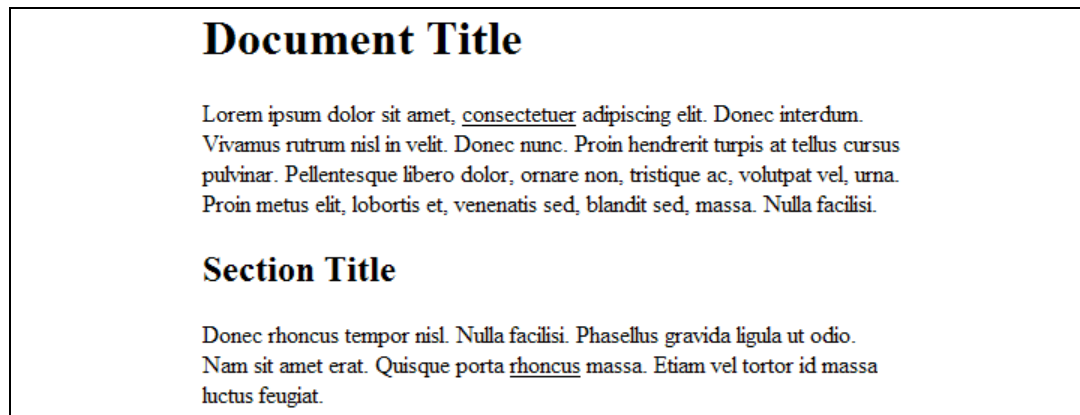 Document Title
Lorem ipsum dolor sit amet, consectetuer adipiscing elit. Donec interdum.
Vivamus rutrum nisl in velit. Donec nunc. Proin hendrerit turpis at tellus cursus
pulvinar. Pellentesque libero dolor, ornare non, tristique ac, volutpat vel, urna.
Proin metus elit, lobortis et, venenatis sed, blandit sed, massa. Nulla facilisi.
Section Title
Donec rhoncus tempor nisl. Nulla facilisi. Phasellus gravida ligula ut odio.
Nam sit amet erat. Quisque porta rhoncus massa. Etiam vel tortor id massa
luctus feugiat.